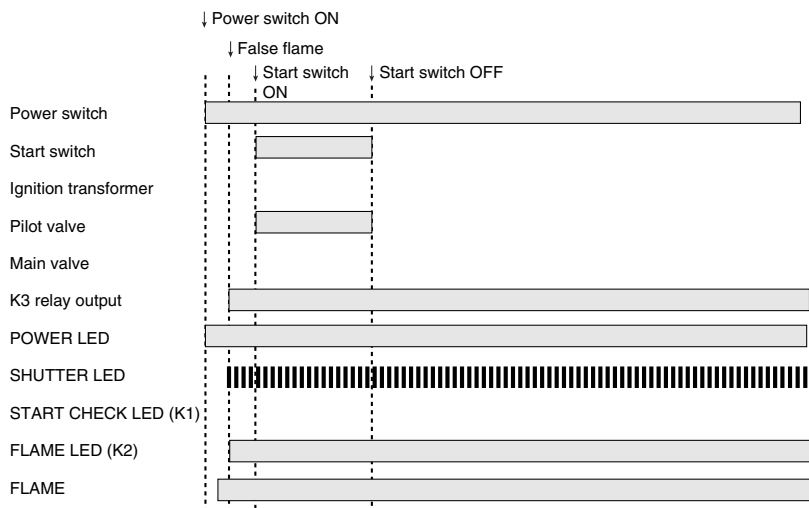 ↓ Power switch ON
↓ False flame
↓ Start switch ON
↓ Start switch OFF
Power switch
Start switch
Ignition transformer
Pilot valve
Main valve
K3 relay output
POWER LED
SHUTTER LED
START CHECK LED (K1)
FLAME LED (K2)
FLAME